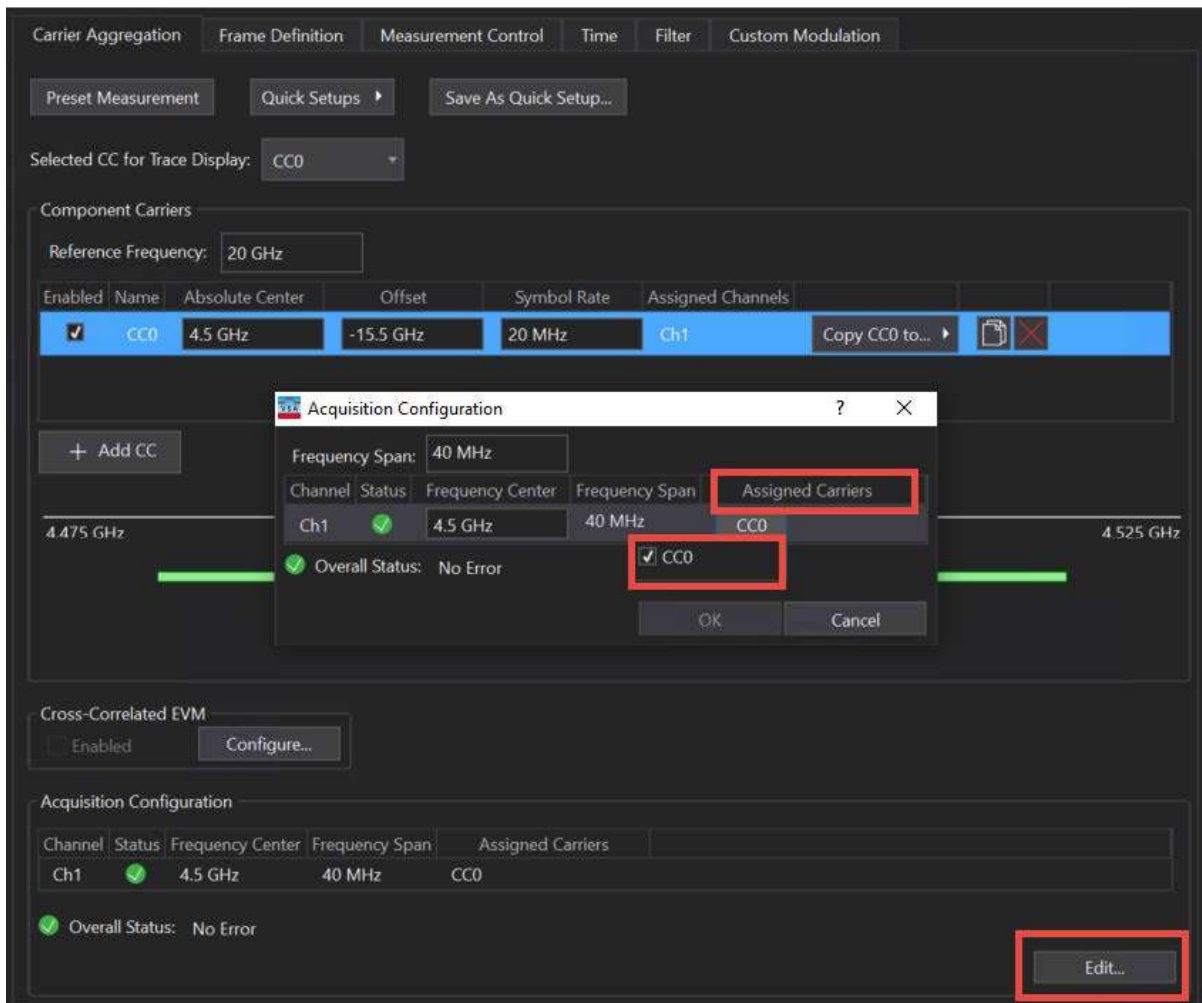 Carrier Aggregation Frame Definition Measurement Control Time Filter Custom Modulation
Preset Measurement Quick Setups Save As Quick Setup...
Selected CC for Trace Display: CC0
Component Carriers
Reference Frequency: 20 GHz
Enabled Name Absolute Center Offset Symbol Rate Assigned Channels
CC0 4.5 GHz -15.5 GHz 20 MHz Ch1 Copy CC0 to...
+ Add CC
4.475 GHz 4.525 GHz
VSA Acquisition Configuration ? X
Frequency Span: 40 MHz
Channel Status Frequency Center Frequency Span Assigned Carriers
Ch1 4.5 GHz 40 MHz CC0
CC0
Overall Status: No Error
OK Cancel
Cross-Correlated EVM
Enabled Configure...
Acquisition Configuration
Channel Status Frequency Center Frequency Span Assigned Carriers
Ch1 4.5 GHz 40 MHz CC0
Overall Status: No Error
Edit...